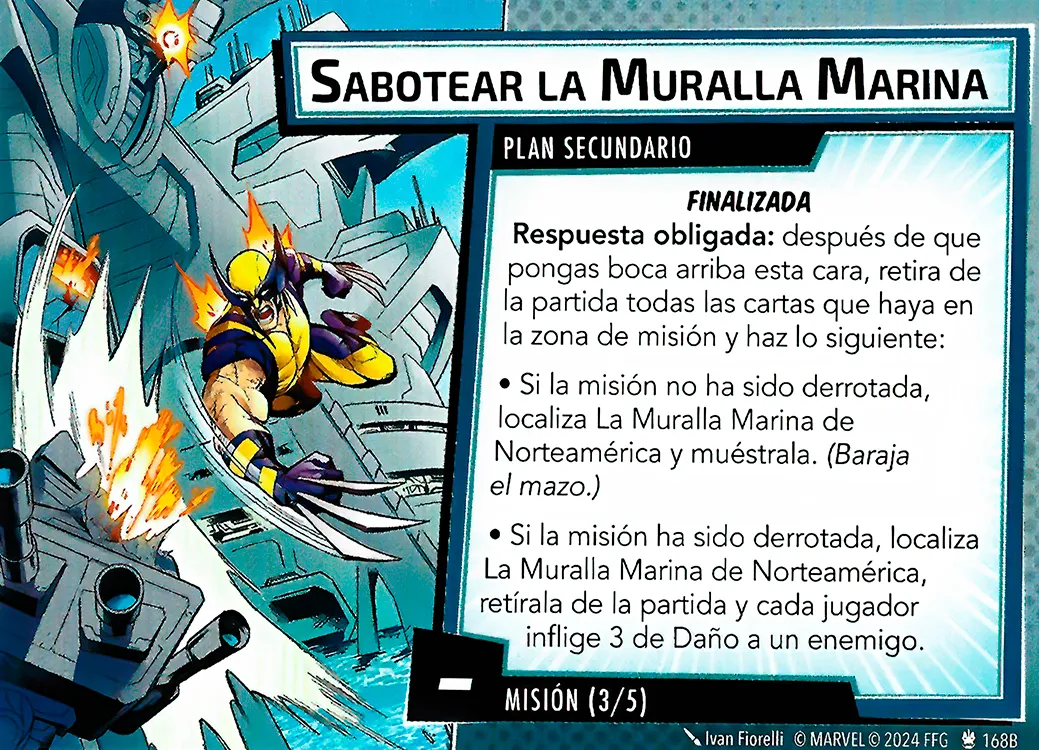 SABOTEAR LA MURALLA MARINA
PLAN SECUNDARIO
FINALIZADA
Respuesta obligada: después de que
pongas boca arriba esta cara, retira de
la partida todas las cartas que haya en
la zona de misión y haz lo siguiente:
• Si la misión no ha sido derrotada,
localiza La Muralla Marina de
Norteamérica y muéstrala. (Baraja
el mazo.)
• Si la misión ha sido derrotada, localiza
La Muralla Marina de Norteamérica,
retírala de la partida y cada jugador
inflige 3 de Daño a un enemigo.
–
MISIÓN (3/5)
Ivan Fiorelli © MARVEL © 2024 FFG 168B